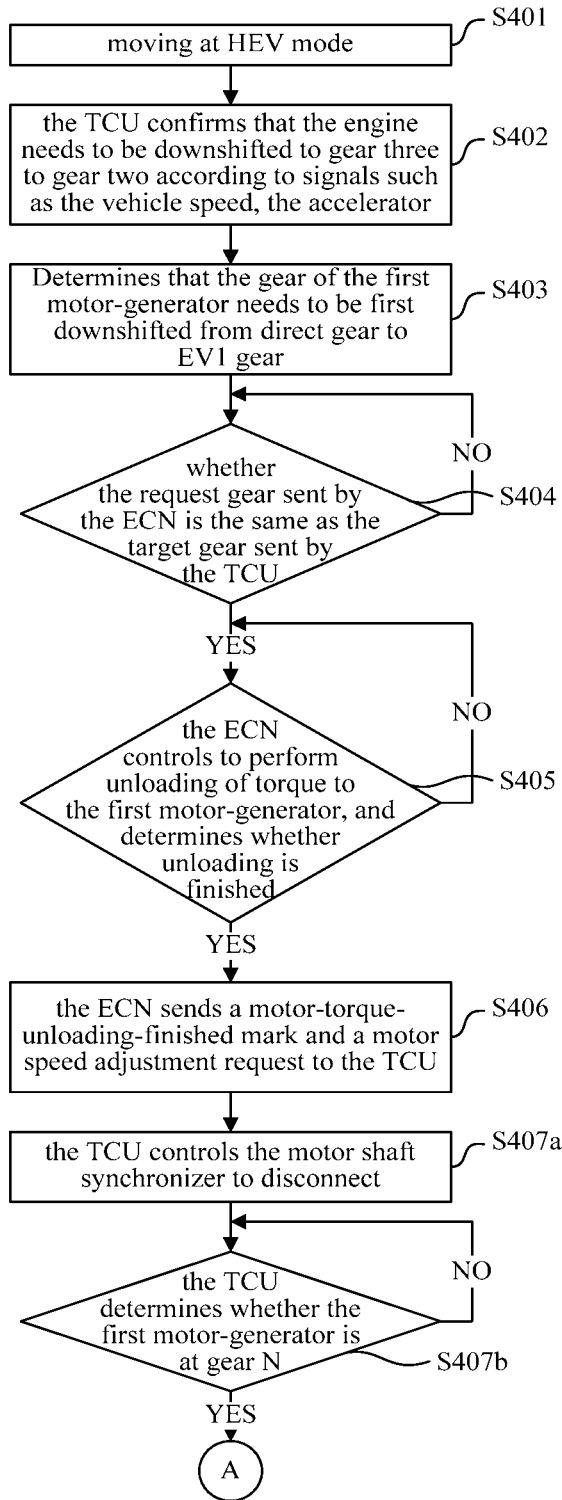 S401
moving at HEV mode
the TCU confirms that the engine
needs to be downshifted to gear three
to gear two according to signals such
as the vehicle speed, the accelerator
S402
Determines that the gear of the first
motor-generator needs to be first
downshifted from direct gear to
EV1 gear
S403
NO
whether
the request gear sent by
the ECN is the same as the
target gear sent by
the TCU
S404
YES
NO
the ECN
controls to perform
unloading of torque to
the first motor-generator, and
determines whether
unloading is
finished
S405
YES
the ECN sends a motor-torque-
unloading-finished mark and a motor
speed adjustment request to the TCU
S406
the TCU controls the motor shaft
synchronizer to disconnect
S407a
NO
the TCU
determines whether the
first motor-generator is
at gear N
S407b
YES
A